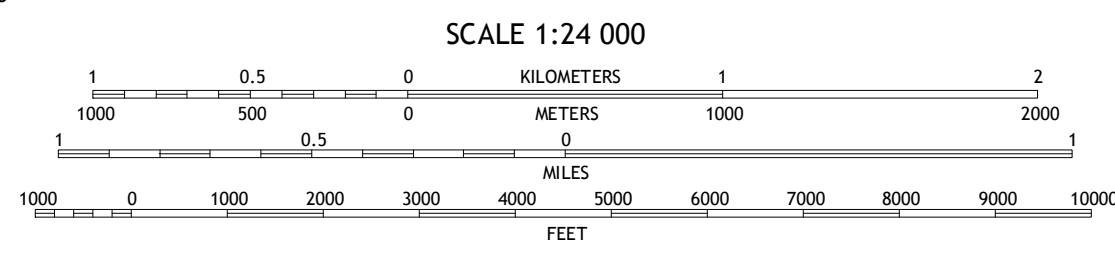 SCALE 1:24 000
1 0.5 0 KILOMETERS 1 2
1000 500 0 METERS 1000 2000
1 0.5 0 1
MILES
1000 0 1000 2000 3000 4000 5000 6000 7000 8000 9000 10000
FEET